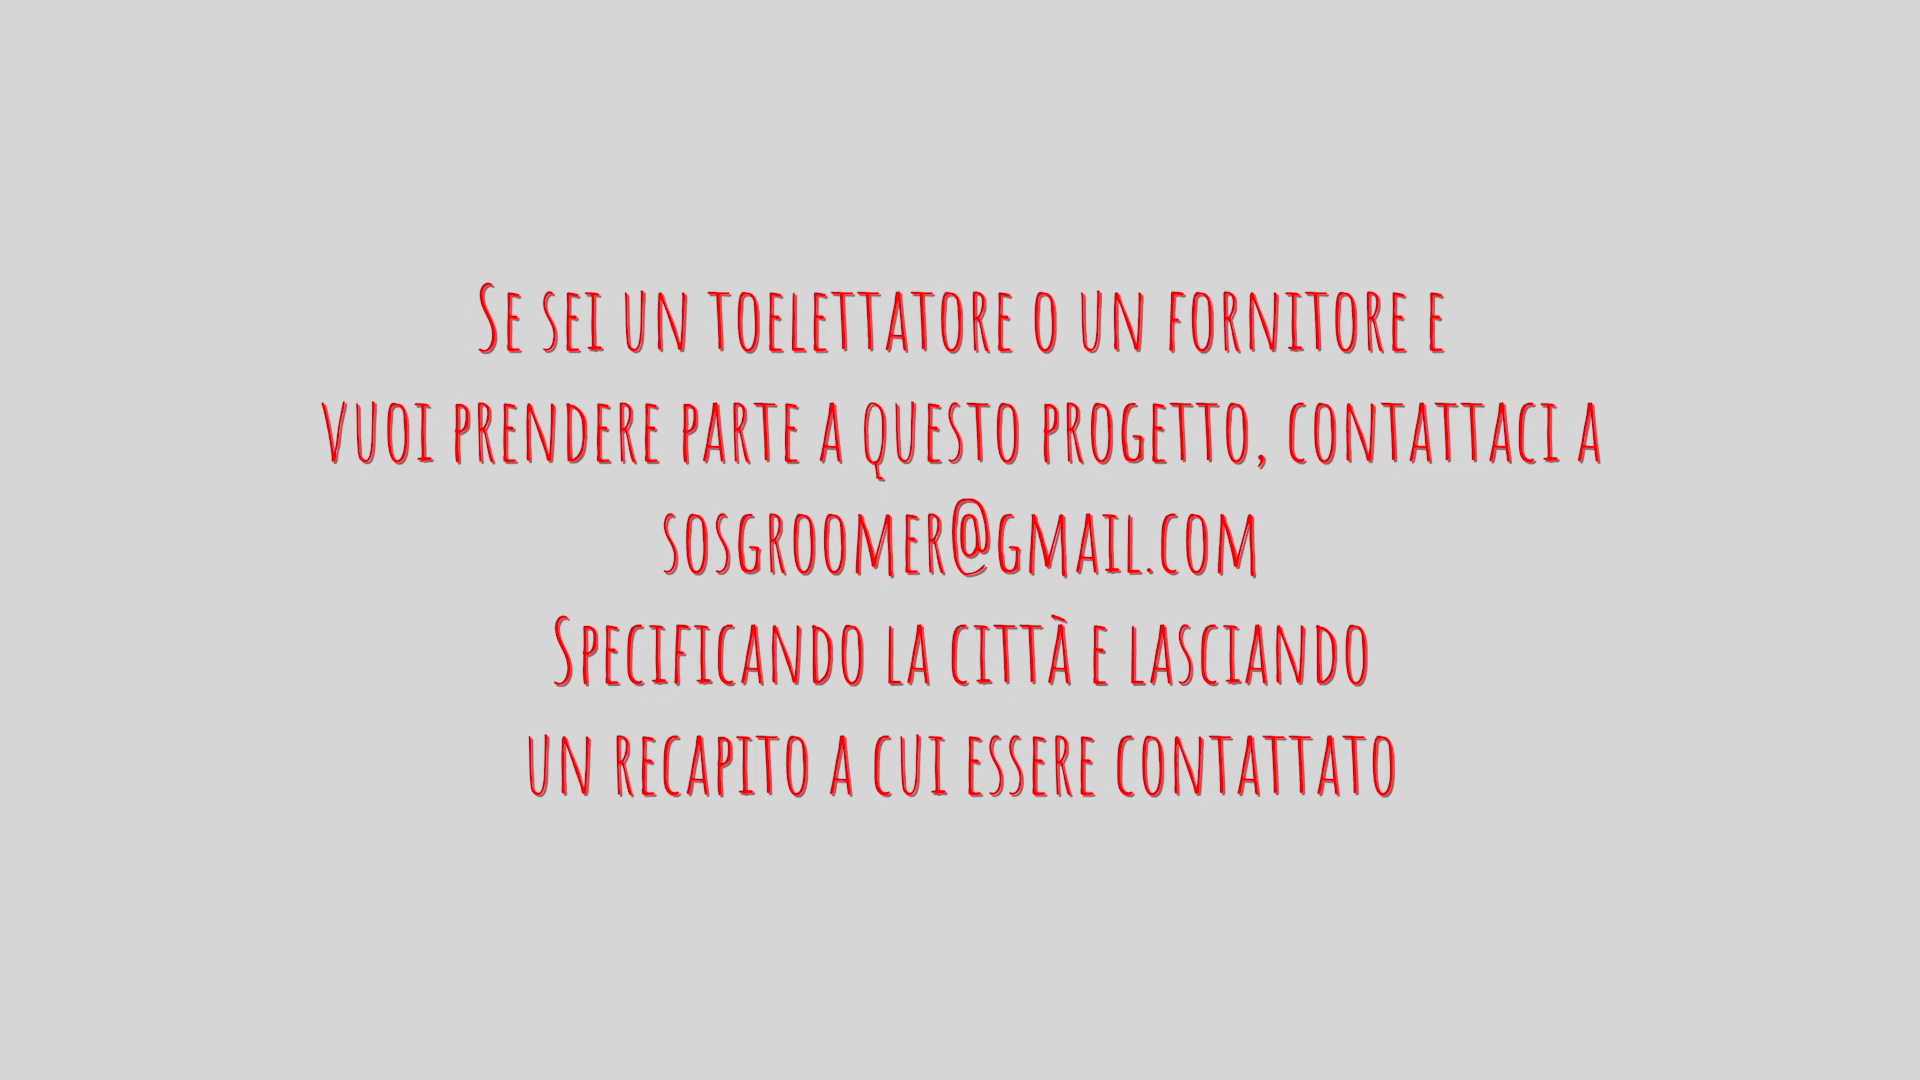 Se sei un toelettatore o un fornitore e
vuoi prendere parte a questo progetto, contattaci a
sosgroomer@gmail.com
Specificando la città e lasciando
un recapito a cui essere contattato